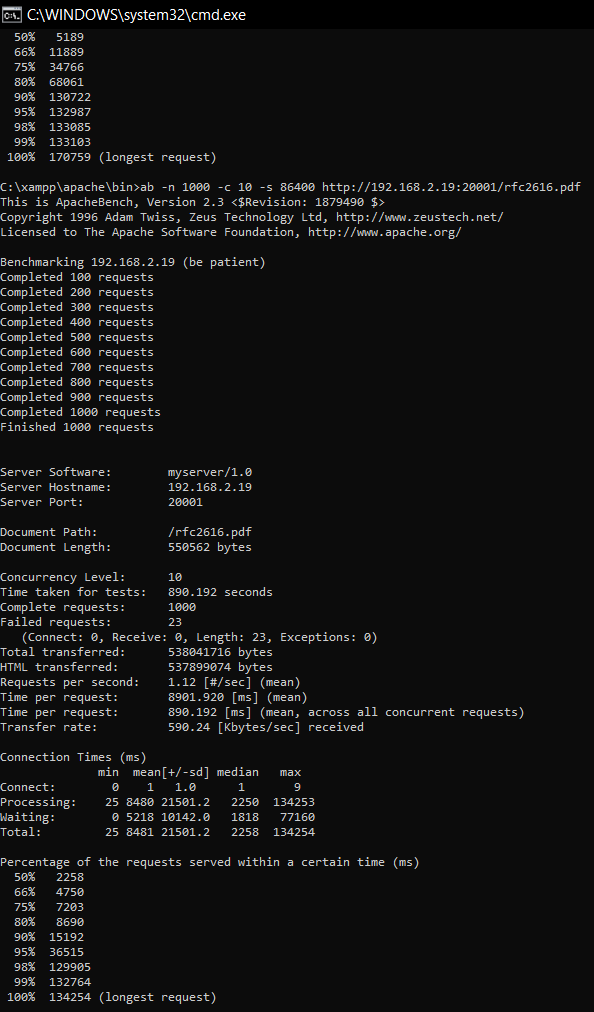 C:\WINDOWS\system32\cmd.exe
50% 5189
66% 11889
75% 34766
80% 68061
90% 130722
95% 132987
98% 133085
99% 133103
100% 170759 (longest request)
C:\xampp\apache\bin>ab -n 1000 -c 10 -s 86400 http://192.168.2.19:20001/rfc2616.pdf
This is ApacheBench, Version 2.3 <$Revision: 1879490 $>
Copyright 1996 Adam Twiss, Zeus Technology Ltd, http://www.zeustech.net/
Licensed to The Apache Software Foundation, http://www.apache.org/
Benchmarking 192.168.2.19 (be patient)
Completed 100 requests
Completed 200 requests
Completed 300 requests
Completed 400 requests
Completed 500 requests
Completed 600 requests
Completed 700 requests
Completed 800 requests
Completed 900 requests
Completed 1000 requests
Finished 1000 requests
Server Software: myserver/1.0
Server Hostname: 192.168.2.19
Server Port: 20001
Document Path: /rfc2616.pdf
Document Length: 550562 bytes
Concurrency Level: 10
Time taken for tests: 890.192 seconds
Complete requests: 1000
Failed requests: 23
(Connect: 0, Receive: 0, Length: 23, Exceptions: 0)
Total transferred: 538041716 bytes
HTML transferred: 537899074 bytes
Requests per second: 1.12 [#/sec] (mean)
Time per request: 8901.920 [ms] (mean)
Time per request: 890.192 [ms] (mean, across all concurrent requests)
Transfer rate: 590.24 [Kbytes/sec] received
Connection Times (ms)
min mean[+/-sd] median max
Connect: 0 1 1.0 1 9
Processing: 25 8480 21501.2 2250 134253
Waiting: 0 5218 10142.0 1818 77160
Total: 25 8481 21501.2 2258 134254
Percentage of the requests served within a certain time (ms)
50% 2258
66% 4750
75% 7203
80% 8690
90% 15192
95% 36515
98% 129905
99% 132764
100% 134254 (longest request)